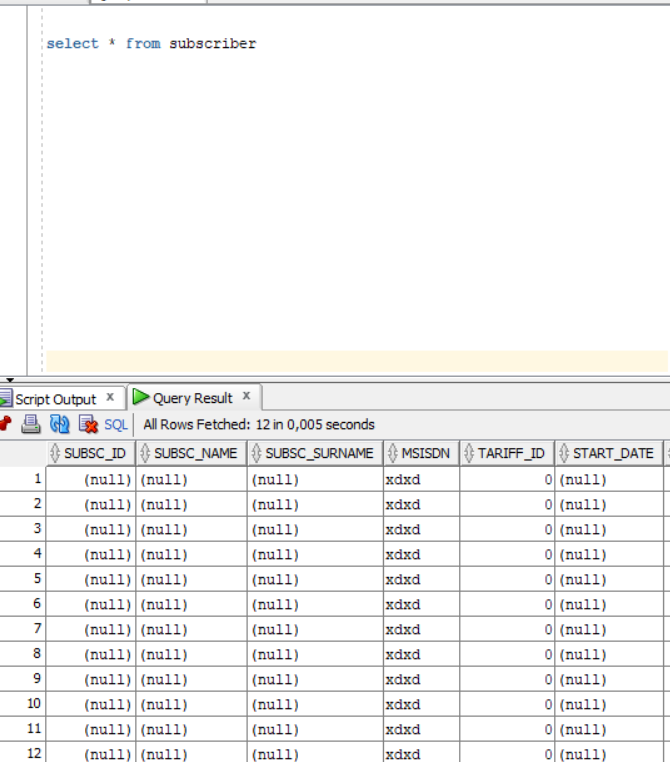 select * from subscriber
Script Output x Query Result x
SQL All Rows Fetched: 12 in 0,005 seconds
SUBSC_ID SUBSC_NAME SUBSC_SURNAME MSISDN TARIFF_ID START_DATE
1 (null) (null) (null) xdxd 0 (null)
2 (null) (null) (null) xdxd 0 (null)
3 (null) (null) (null) xdxd 0 (null)
4 (null) (null) (null) xdxd 0 (null)
5 (null) (null) (null) xdxd 0 (null)
6 (null) (null) (null) xdxd 0 (null)
7 (null) (null) (null) xdxd 0 (null)
8 (null) (null) (null) xdxd 0 (null)
9 (null) (null) (null) xdxd 0 (null)
10 (null) (null) (null) xdxd 0 (null)
11 (null) (null) (null) xdxd 0 (null)
12 (null) (null) (null) xdxd 0 (null)